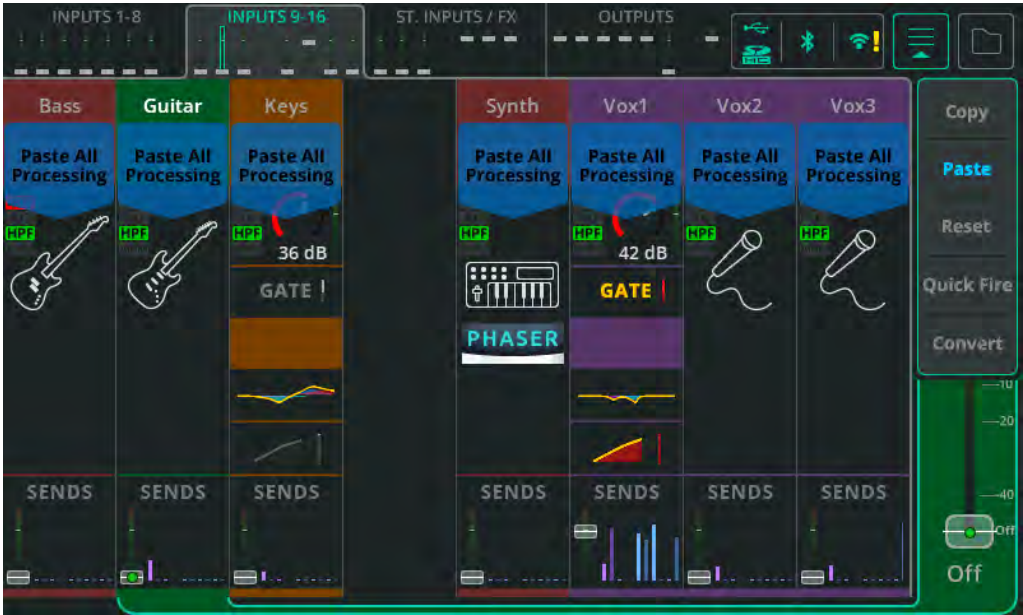 INPUTS 1-8
INPUTS 9-16
ST. INPUTS / FX
OUTPUTS
Bass
Guitar
Keys
Synth
Vox1
Vox2
Vox3
Paste All
Processing
Paste All
Processing
Paste All
Processing
Paste All
Processing
Paste All
Processing
Paste All
Processing
Paste All
Processing
HPF
HPF
HPF
HPF
HPF
HPF
HPF
36 dB
42 dB
GATE
GATE
PHASER
SENDS
SENDS
SENDS
SENDS
SENDS
SENDS
SENDS
Copy
Paste
Reset
Quick Fire
Convert
-10
-20
-40
Off
Off